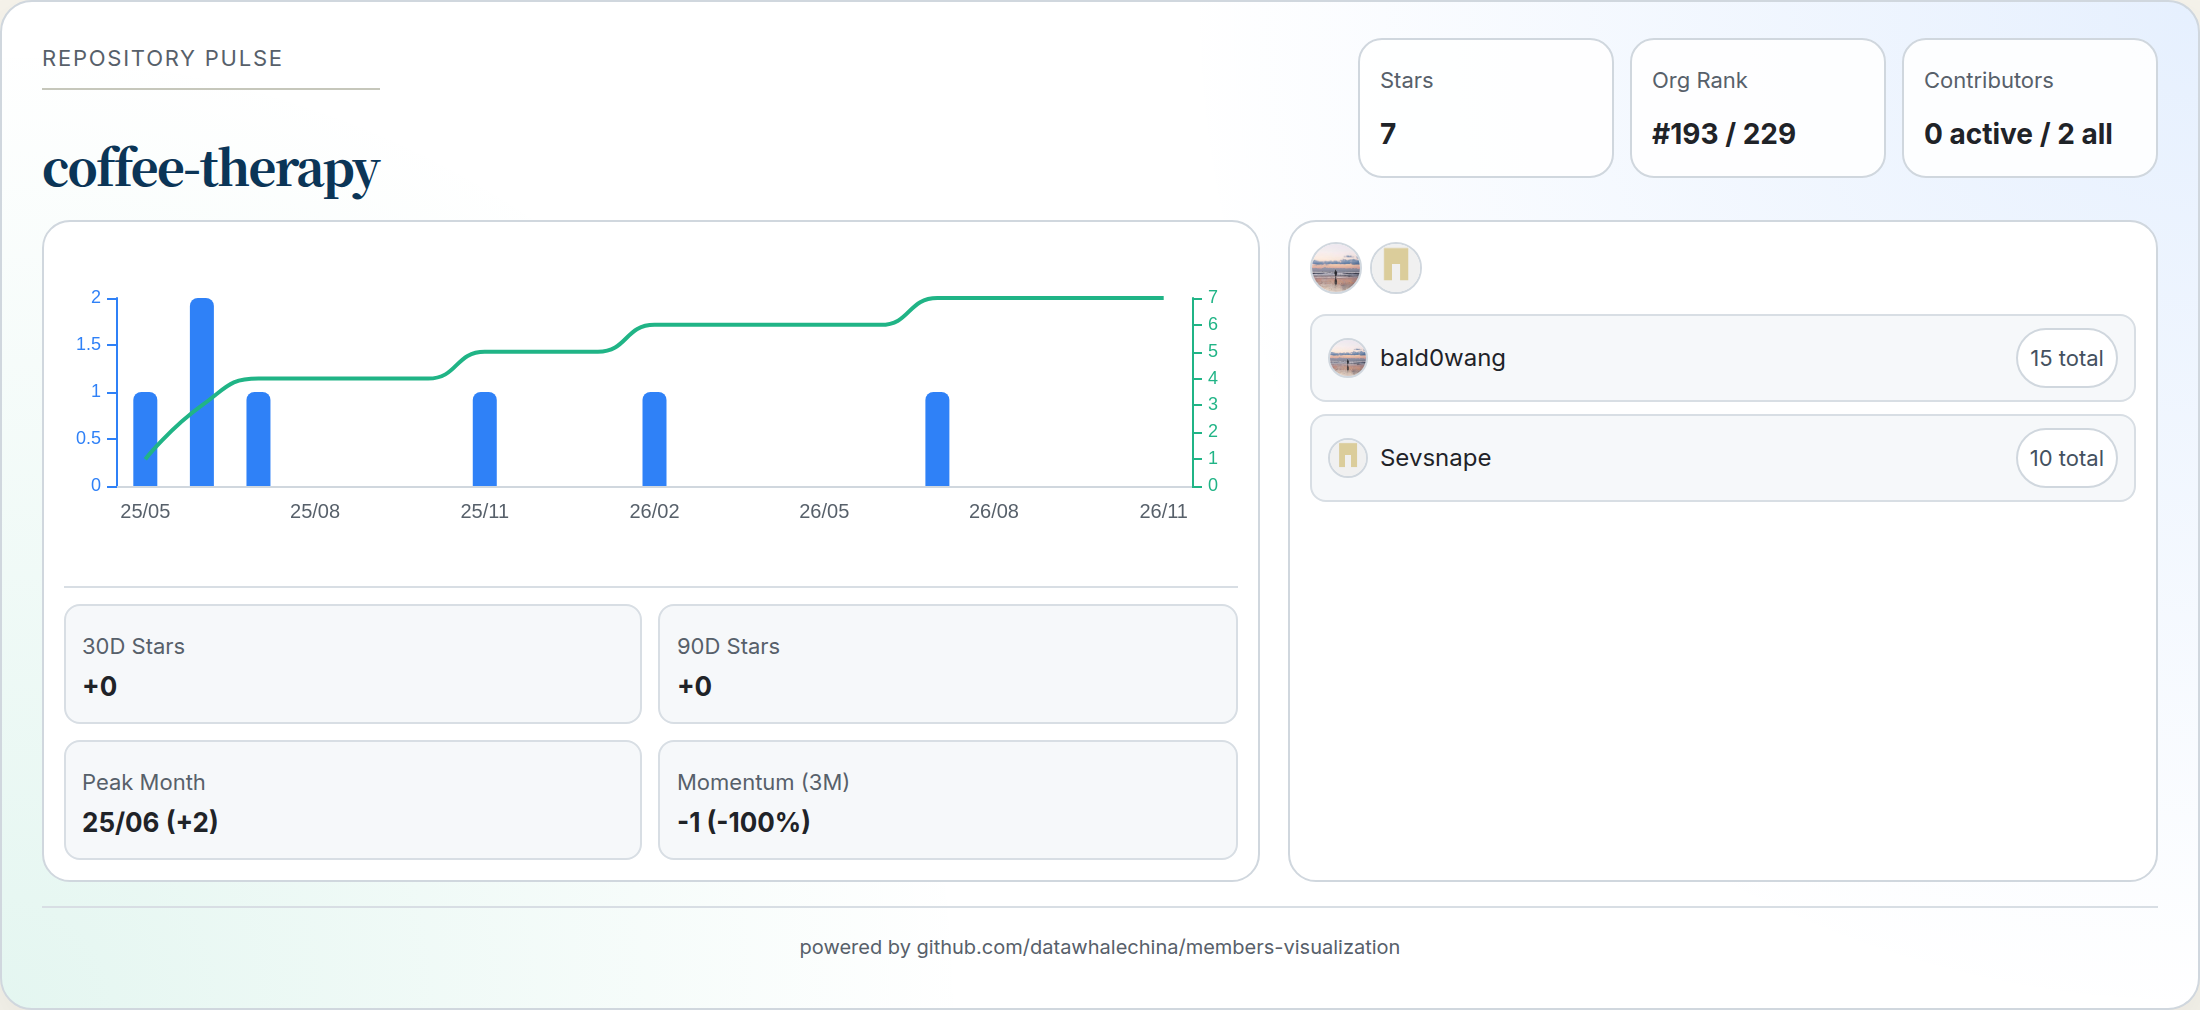 REPOSITORY PULSE
coffee-therapy
Stars
7
Org Rank
#193 / 229
Contributors
0 active / 2 all
2
1.5
1
0.5
0
7
6
5
4
3
2
1
0
25/05
25/08
25/11
26/02
26/05
26/08
26/11
30D Stars
+0
90D Stars
+0
Peak Month
25/06 (+2)
Momentum (3M)
-1 (-100%)
bald0wang
15 total
Sevsnape
10 total
powered by github.com/datawhalechina/members-visualization